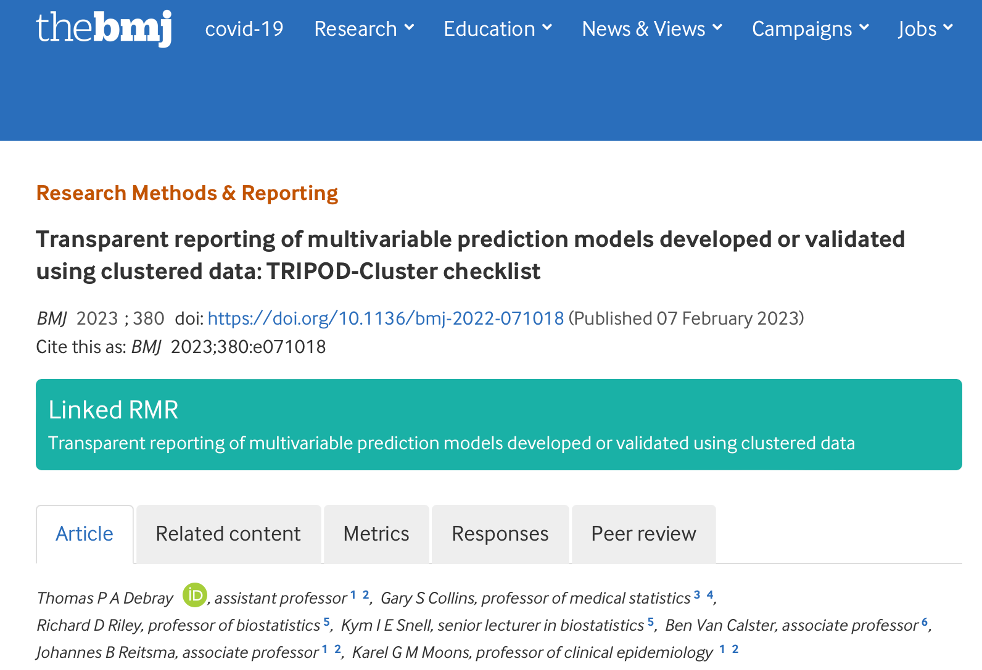 thebmj covid-19 Research Education News & Views Campaigns Jobs
Research Methods & Reporting
Transparent reporting of multivariable prediction models developed or validated
using clustered data: TRIPOD-Cluster checklist
BMJ 2023 ; 380 doi: https://doi.org/10.1136/bmj-2022-071018 (Published 07 February 2023)
Cite this as: BMJ 2023;380:e071018
Linked RMR
Transparent reporting of multivariable prediction models developed or validated using clustered data
Article Related content Metrics Responses Peer review
Thomas P A Debray iD, assistant professor 1 2, Gary S Collins, professor of medical statistics 3 4,
Richard D Riley, professor of biostatistics 5, Kym I E Snell, senior lecturer in biostatistics 5, Ben Van Calster, associate professor 6,
Johannes B Reitsma, associate professor 1 2, Karel G M Moons, professor of clinical epidemiology 1 2